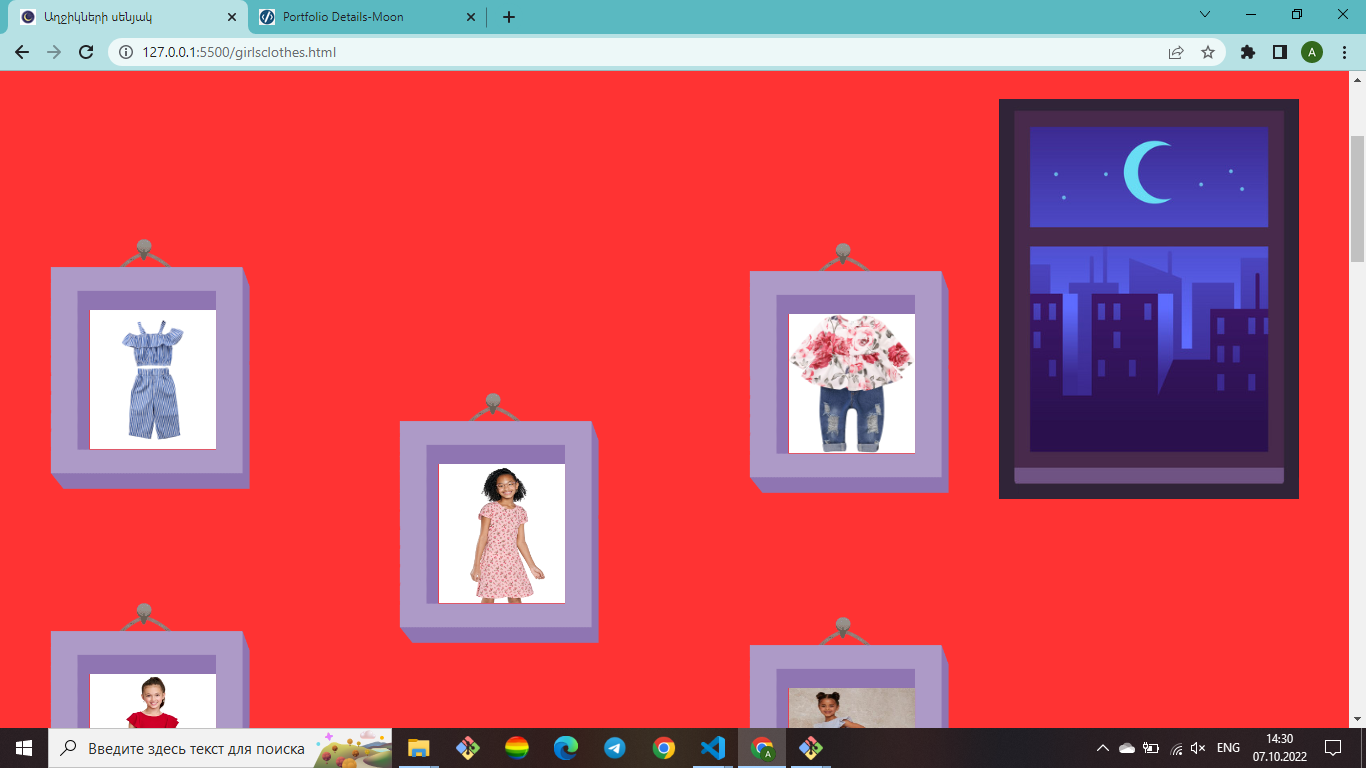 Աղջիկների սենյակ
Portfolio Details-Moon
127.0.0.1:5500/girlsclothes.html
A
Введите здесь текст для поиска
A
ENG
14:30
07.10.2022